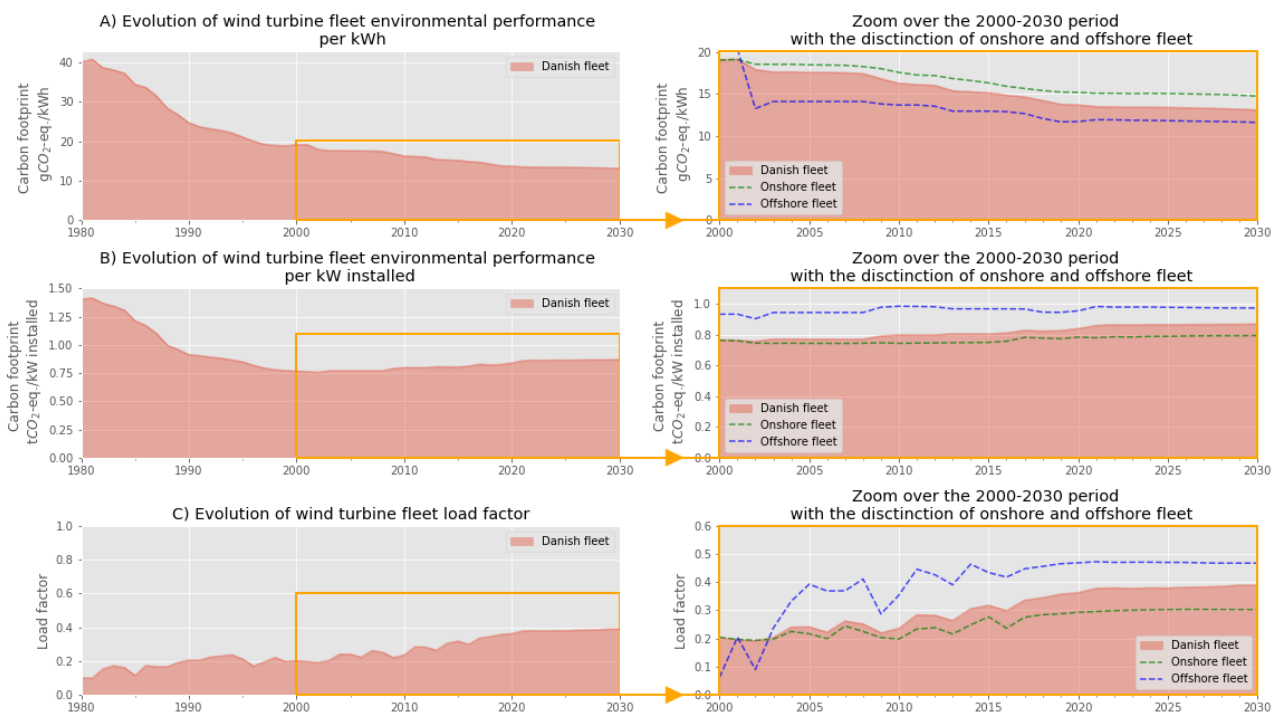 A) Evolution of wind turbine fleet environmental performance
per kWh
Carbon footprint
gCO2-eq./kWh
40
30
20
10
0
Danish fleet
1980 1990 2000 2010 2020 2030
Zoom over the 2000-2030 period
with the disctinction of onshore and offshore fleet
Carbon footprint
gCO2-eq./kWh
20
15
10
5
0
Danish fleet
Onshore fleet
Offshore fleet
2000 2005 2010 2015 2020 2025 2030
B) Evolution of wind turbine fleet environmental performance
per kW installed
Carbon footprint
tCO2-eq./kW installed
1.50
1.25
1.00
0.75
0.50
0.25
0.00
Danish fleet
1980 1990 2000 2010 2020 2030
Zoom over the 2000-2030 period
with the disctinction of onshore and offshore fleet
Carbon footprint
tCO2-eq./kW installed
1.0
0.8
0.6
0.4
0.2
0.0
Danish fleet
Onshore fleet
Offshore fleet
2000 2005 2010 2015 2020 2025 2030
C) Evolution of wind turbine fleet load factor
Load factor
1.0
0.8
0.6
0.4
0.2
0.0
Danish fleet
1980 1990 2000 2010 2020 2030
Zoom over the 2000-2030 period
with the disctinction of onshore and offshore fleet
Load factor
0.6
0.5
0.4
0.3
0.2
0.1
0.0
Danish fleet
Onshore fleet
Offshore fleet
2000 2005 2010 2015 2020 2025 2030